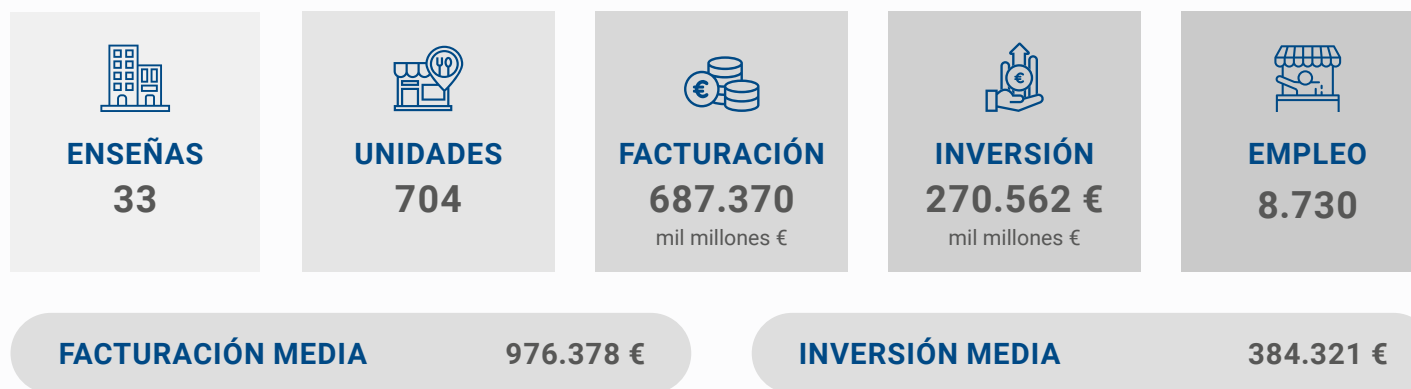 ENSEÑAS
33
UNIDADES
704
FACTURACIÓN
687.370
mil millones €
INVERSIÓN
270.562 €
mil millones €
EMPLEO
8.730
FACTURACIÓN MEDIA 976.378 €
INVERSIÓN MEDIA 384.321 €